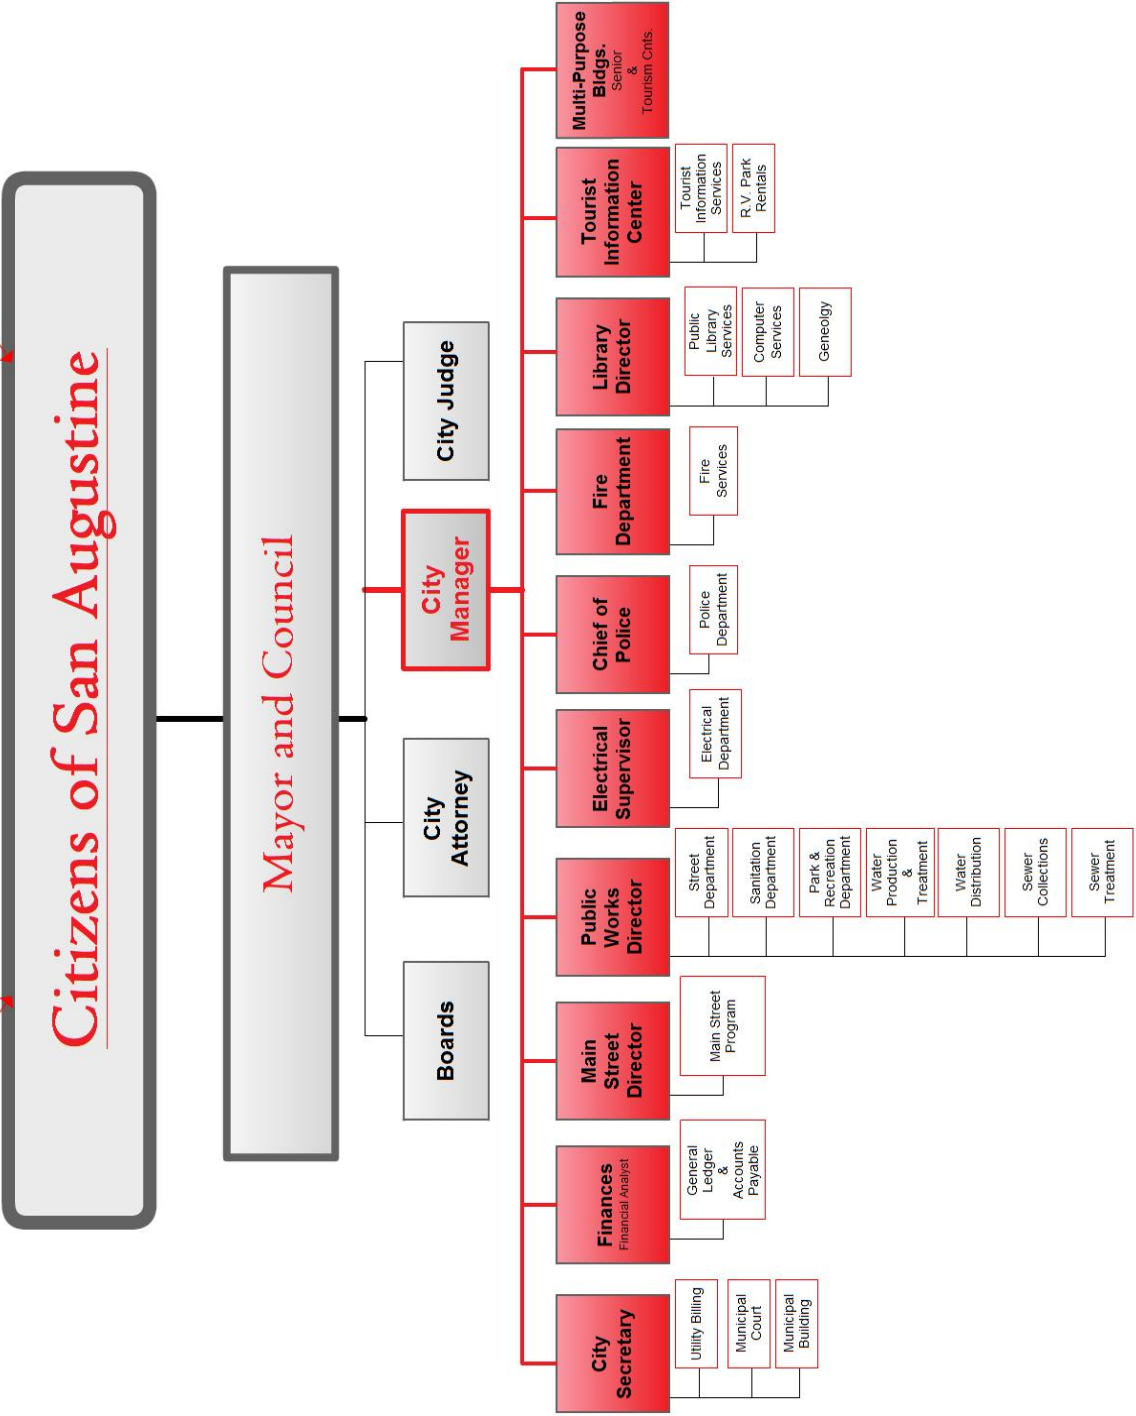 Citizens of San Augustine
Mayor and Council
Boards
City
Attorney
City
Manager
City Judge
City
Secretary
Utility Billing
Municipal
Court
Municipal
Building
Finances
Financial Analyst
General
Ledger
&
Accounts
Payable
Main
Street
Director
Main Street
Program
Public
Works
Director
Street
Department
Sanitation
Department
Park &
Recreation
Department
Water
Production
&
Treatment
Water
Distribution
Sewer
Collections
Sewer
Treatment
Electrical
Supervisor
Electrical
Department
Chief of
Police
Police
Department
Fire
Department
Fire
Services
Library
Director
Public
Library
Services
Computer
Services
Geneolgy
Tourist
Information
Center
Tourist
Information
Services
R.V. Park
Rentals
Multi-Purpose
Bldgs.
Senior
&
Tourism Cnts.